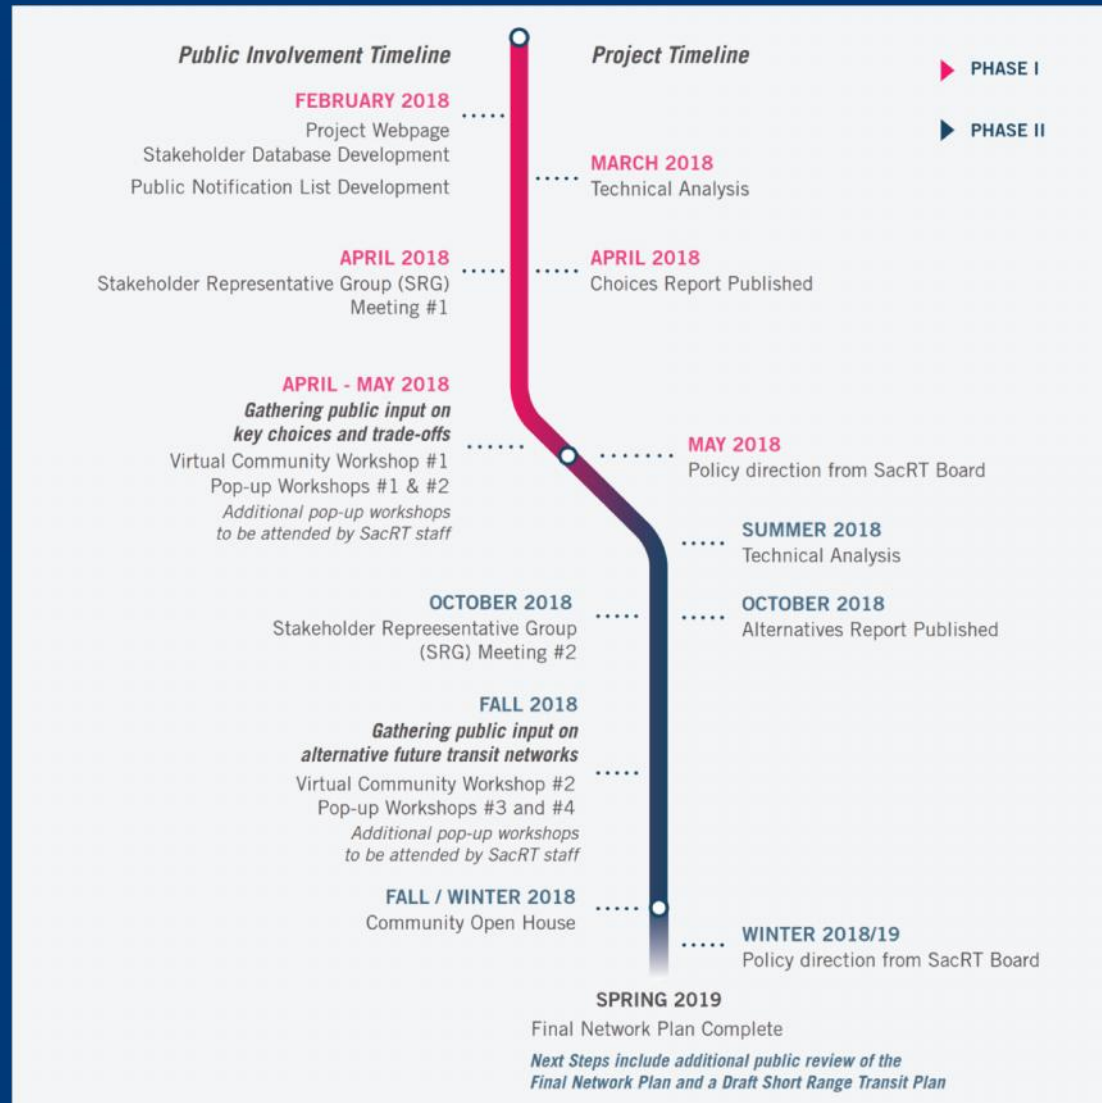 Public Involvement Timeline
Project Timeline
PHASE I
PHASE II
FEBRUARY 2018
Project Webpage
Stakeholder Database Development
Public Notification List Development
MARCH 2018
Technical Analysis
APRIL 2018
Stakeholder Representative Group (SRG)
Meeting #1
APRIL 2018
Choices Report Published
APRIL - MAY 2018
Gathering public input on
key choices and trade-offs
Virtual Community Workshop #1
Pop-up Workshops #1 & #2
Additional pop-up workshops
to be attended by SacRT staff
MAY 2018
Policy direction from SacRT Board
SUMMER 2018
Technical Analysis
OCTOBER 2018
Stakeholder Repreesentative Group
(SRG) Meeting #2
OCTOBER 2018
Alternatives Report Published
FALL 2018
Gathering public input on
alternative future transit networks
Virtual Community Workshop #2
Pop-up Workshops #3 and #4
Additional pop-up workshops
to be attended by SacRT staff
FALL / WINTER 2018
Community Open House
WINTER 2018/19
Policy direction from SacRT Board
SPRING 2019
Final Network Plan Complete
Next Steps include additional public review of the
Final Network Plan and a Draft Short Range Transit Plan